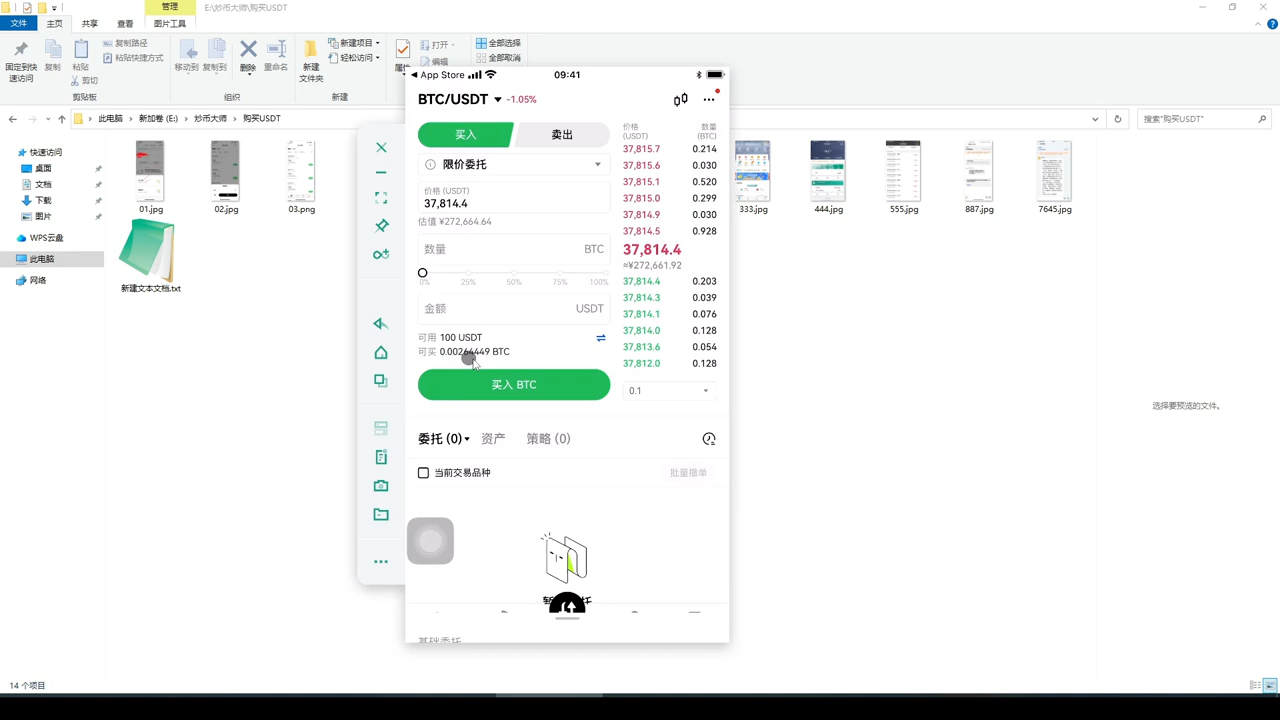 管理
E:\炒币大师\购买USDT
文件
主页
共享
查看
图片工具
固定到快速访问
复制
粘贴
复制路径
粘贴快捷方式
剪切
剪贴板
移动到
复制到
删除
重命名
组织
新建
文件夹
新建项目
轻松访问
新建
打开
编辑
全部选择
全部取消
此电脑 › 新加卷 (E:) › 炒币大师 › 购买USDT
搜索"购买USDT"
快速访问
桌面
文档
下载
图片
WPS云盘
此电脑
网络
01.jpg
02.jpg
03.png
333.jpg
444.jpg
555.jpg
887.jpg
7645.jpg
新建文本文档.txt
选择要预览的文件。
14 个项目
App Store
09:41
BTC/USDT
-1.05%
买入
卖出
限价委托
价格 (USDT)
37,814.4
估值 ¥272,664.64
数量
BTC
0%
25%
50%
75%
100%
金额
USDT
可用 100 USDT
可买 0.00264449 BTC
买入 BTC
价格 数量
(USDT) (BTC)
37,815.7 0.214
37,815.6 0.030
37,815.1 0.520
37,815.0 0.299
37,814.9 0.030
37,814.5 0.928
37,814.4
≈¥272,661.92
37,814.4 0.203
37,814.3 0.039
37,814.1 0.076
37,814.0 0.128
37,813.6 0.054
37,812.0 0.128
0.1
委托 (0)
资产
策略 (0)
当前交易品种
批量撤单
基础委托